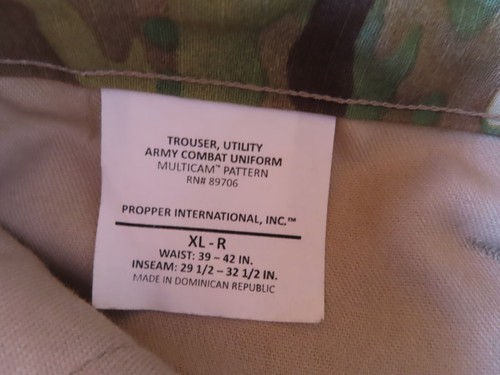 TROUSER, UTILITY
ARMY COMBAT UNIFORM
MULTICAM™ PATTERN
RN# 89706
PROPPER INTERNATIONAL, INC.™
XL - R
WAIST: 39 - 42 IN.
INSEAM: 29 1/2 - 32 1/2 IN.
MADE IN DOMINICAN REPUBLIC